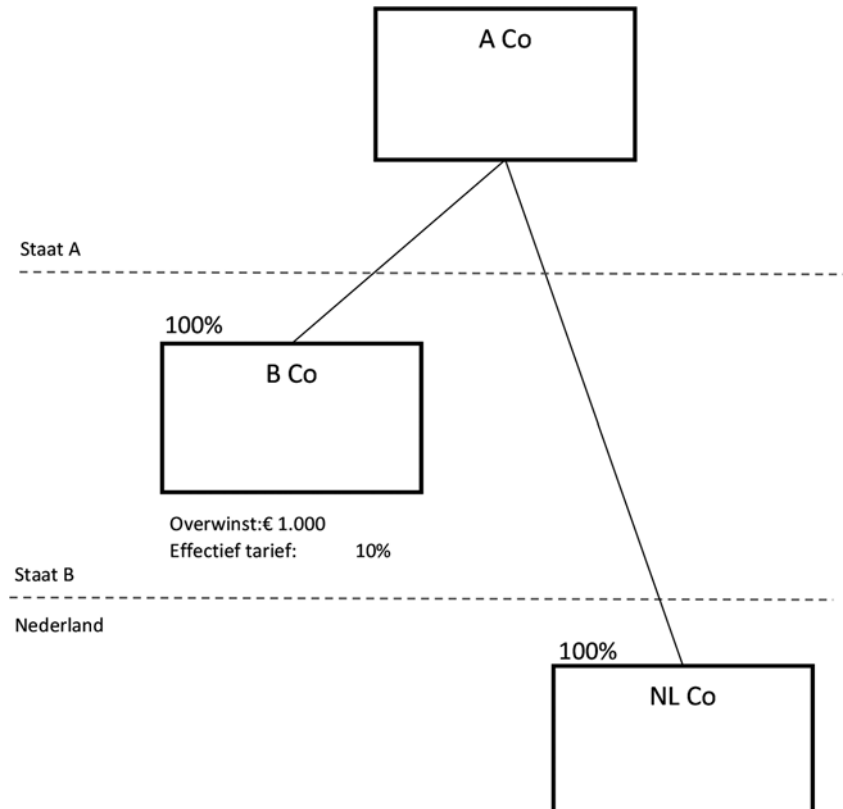 A Co
Staat A
100%
B Co
Overwinst:€ 1.000
Effectief tarief: 10%
Staat B
Nederland
100%
NL Co